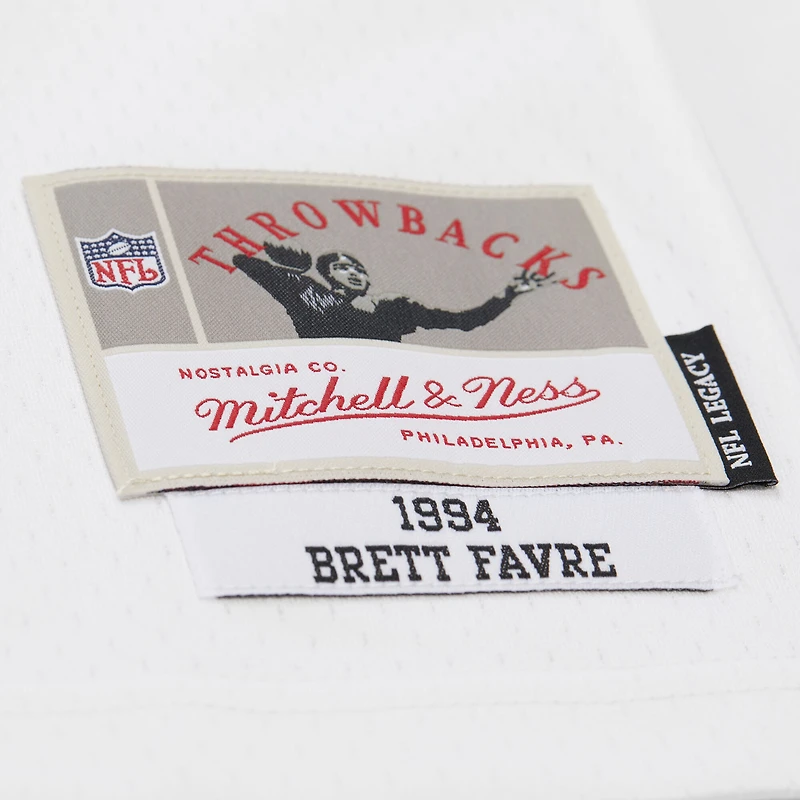 THROWBACKS
NFL
NOSTALGIA CO.
Mitchell & Ness
PHILADELPHIA, PA.
NFL LEGACY
1994
BRETT FAVRE